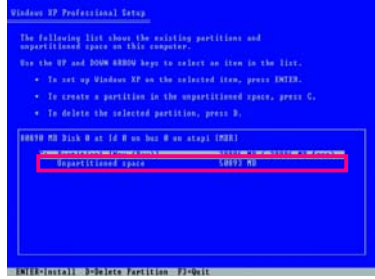 Windows XP Professional Setup
The following list shows the existing partitions and
unpartitioned space on this computer.
Use the UP and DOWN ARROW keys to select an item in the list.
• To set up Windows XP on the selected item, press ENTER.
• To create a partition in the unpartitioned space, press C.
• To delete the selected partition, press D.
Disk 0 at Id 0 on bus 0 on atapi [MBR]
Unpartitioned space 50893 MB
ENTER=Install D=Delete Partition F3=Quit